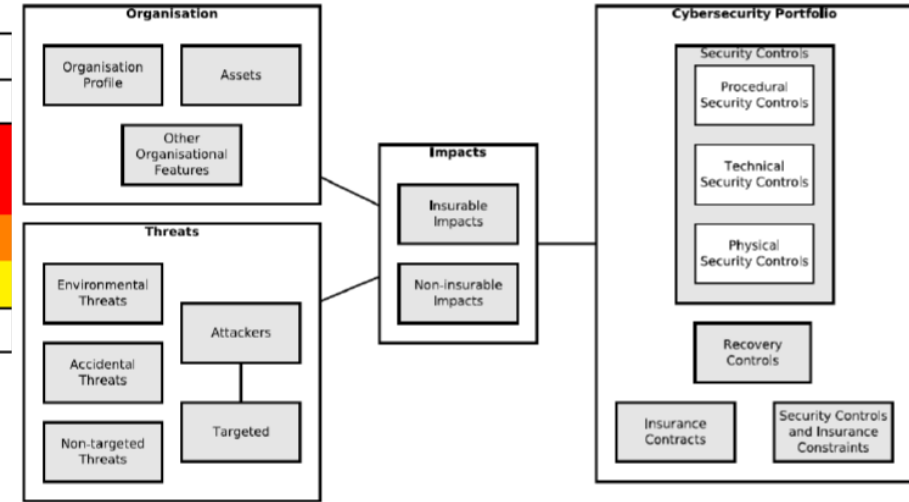 Organisation
Organisation
Profile
Assets
Other
Organisational
Features
Threats
Environmental
Threats
Accidental
Threats
Non-targeted
Threats
Attackers
Targeted
Impacts
Insurable
Impacts
Non-insurable
Impacts
Cybersecurity Portfolio
Security Controls
Procedural
Security Controls
Technical
Security Controls
Physical
Security Controls
Recovery
Controls
Insurance
Contracts
Security Controls
and Insurance
Constraints